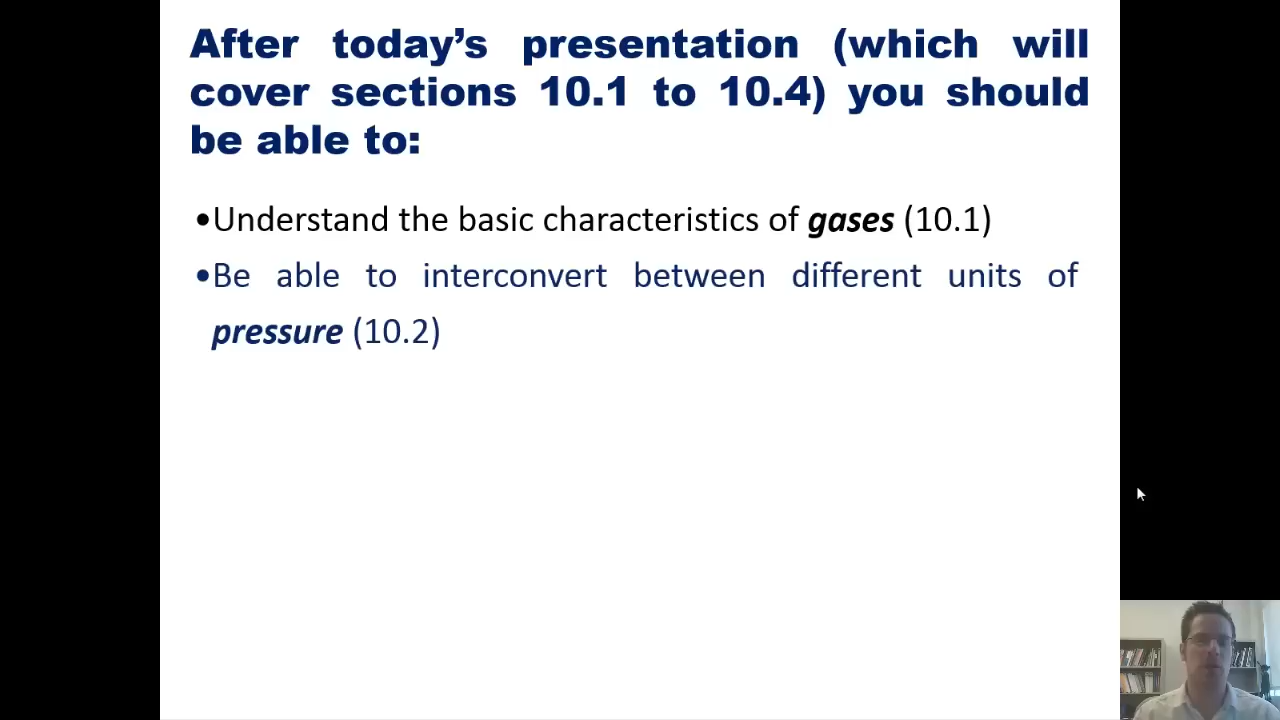 After today’s presentation (which will
cover sections 10.1 to 10.4) you should
be able to:
•Understand the basic characteristics of gases (10.1)
•Be able to interconvert between different units of
pressure (10.2)